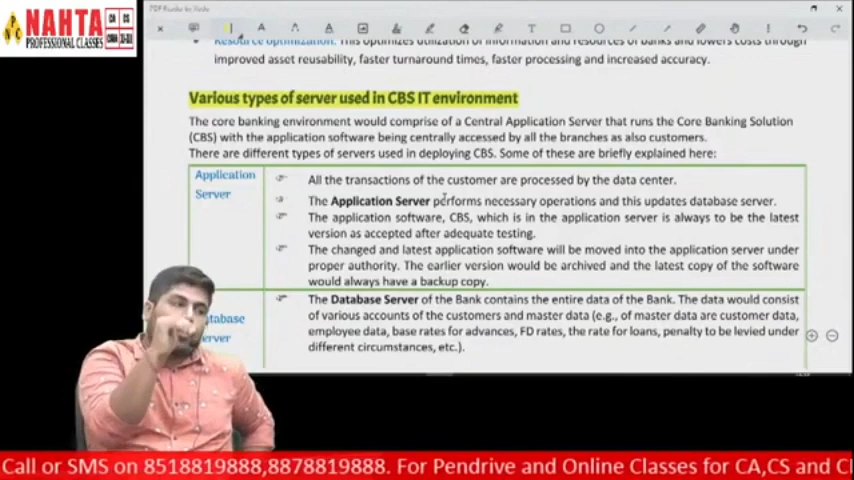 PDF Reader by Xodo
NAHTA
PROFESSIONAL CLASSES
CA CS
CMA XI-XII
Resource optimization: This optimizes utilization of information and resources of banks and lowers costs through
improved asset reusability, faster turnaround times, faster processing and increased accuracy.
Various types of server used in CBS IT environment
The core banking environment would comprise of a Central Application Server that runs the Core Banking Solution
(CBS) with the application software being centrally accessed by all the branches as also customers.
There are different types of servers used in deploying CBS. Some of these are briefly explained here:
Application
Server
All the transactions of the customer are processed by the data center.
The Application Server performs necessary operations and this updates database server.
The application software, CBS, which is in the application server is always to be the latest
version as accepted after adequate testing.
The changed and latest application software will be moved into the application server under
proper authority. The earlier version would be archived and the latest copy of the software
would always have a backup copy.
tabase
erver
The Database Server of the Bank contains the entire data of the Bank. The data would consist
of various accounts of the customers and master data (e.g., of master data are customer data,
employee data, base rates for advances, FD rates, the rate for loans, penalty to be levied under
different circumstances, etc.).
Call or SMS on 8518819888,8878819888. For Pendrive and Online Classes for CA,CS and C